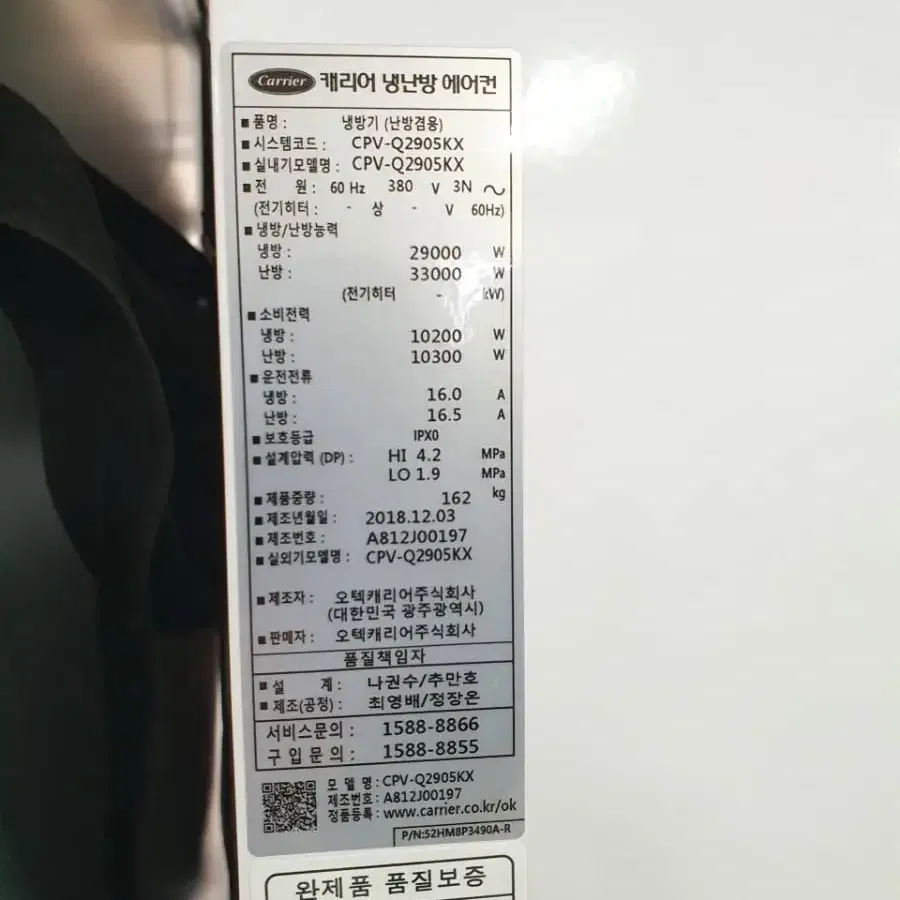 Carrier 캐리어 냉난방 에어컨
■ 품명 : 냉방기 (난방겸용)
■ 시스템코드 : CPV-Q2905KX
■ 실내기모델명 : CPV-Q2905KX
■ 전 원 : 60 Hz 380 V 3N ~
(전기히터 : - 상 - V 60Hz)
■ 냉방/난방능력
냉방 : 29000 W
난방 : 33000 W
(전기히터 - kW)
■ 소비전력
냉방 : 10200 W
난방 : 10300 W
■ 운전전류
냉방 : 16.0 A
난방 : 16.5 A
■ 보호등급 IPX0
■ 설계압력 (DP) : HI 4.2 MPa
LO 1.9 MPa
■ 제품중량 : 162 kg
■ 제조년월일 : 2018.12.03
■ 제조번호 : A812J00197
■ 실외기모델명 : CPV-Q2905KX
■ 제조자 : 오텍캐리어주식회사
(대한민국 광주광역시)
■ 판매자 : 오텍캐리어주식회사
품질책임자
■ 설 계 : 나권수/추만호
■ 제조(공정) : 최영배/정장온
서비스문의 : 1588-8866
구입문의 : 1588-8855
모 델 명 : CPV-Q2905KX
제조번호 : A812J00197
정품등록 : www.carrier.co.kr/ok
P/N:52HM8P3490A-R
완제품 품질보증